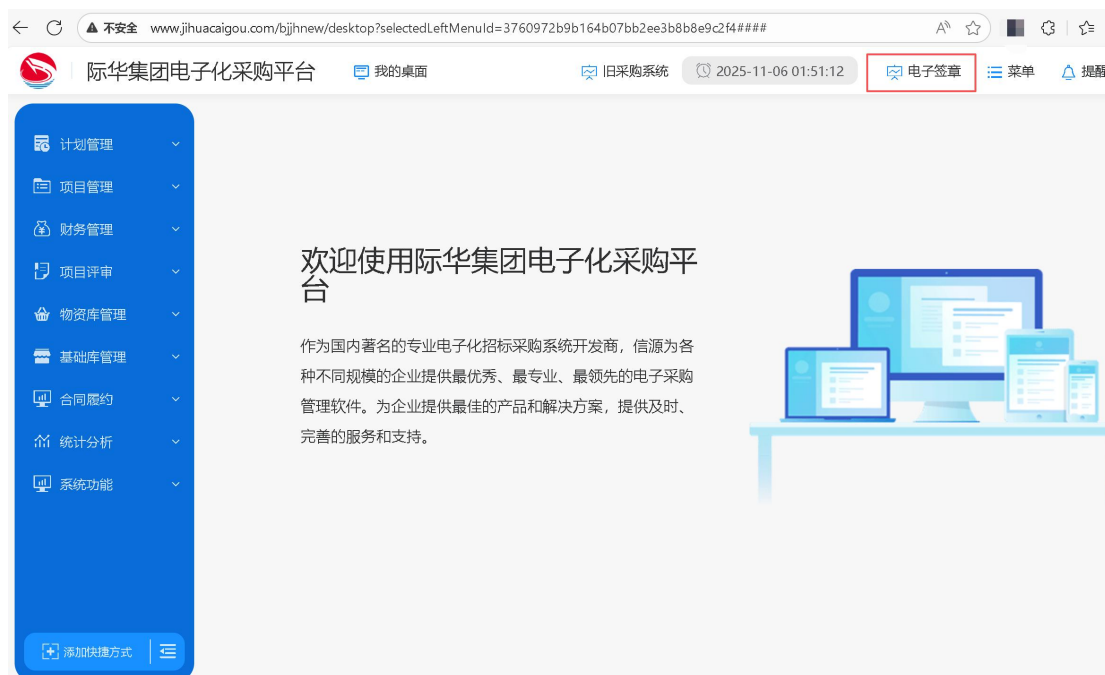 不安全 www.jihuacaigou.com/bjjhnew/desktop?selectedLeftMenuId=3760972b9b164b07bb2ee3b8b8e9c2f4####
际华集团电子化采购平台 我的桌面 旧采购系统 2025-11-06 01:51:12 电子签章 菜单 提醒
计划管理
项目管理
财务管理
项目评审
物资库管理
基础库管理
合同履约
统计分析
系统功能
添加快捷方式
欢迎使用际华集团电子化采购平
台
作为国内著名的专业电子化招标采购系统开发商，信源为各
种不同规模的企业提供最优秀、最专业、最领先的电子采购
管理软件。为企业提供最佳的产品和解决方案，提供及时、
完善的服务和支持。